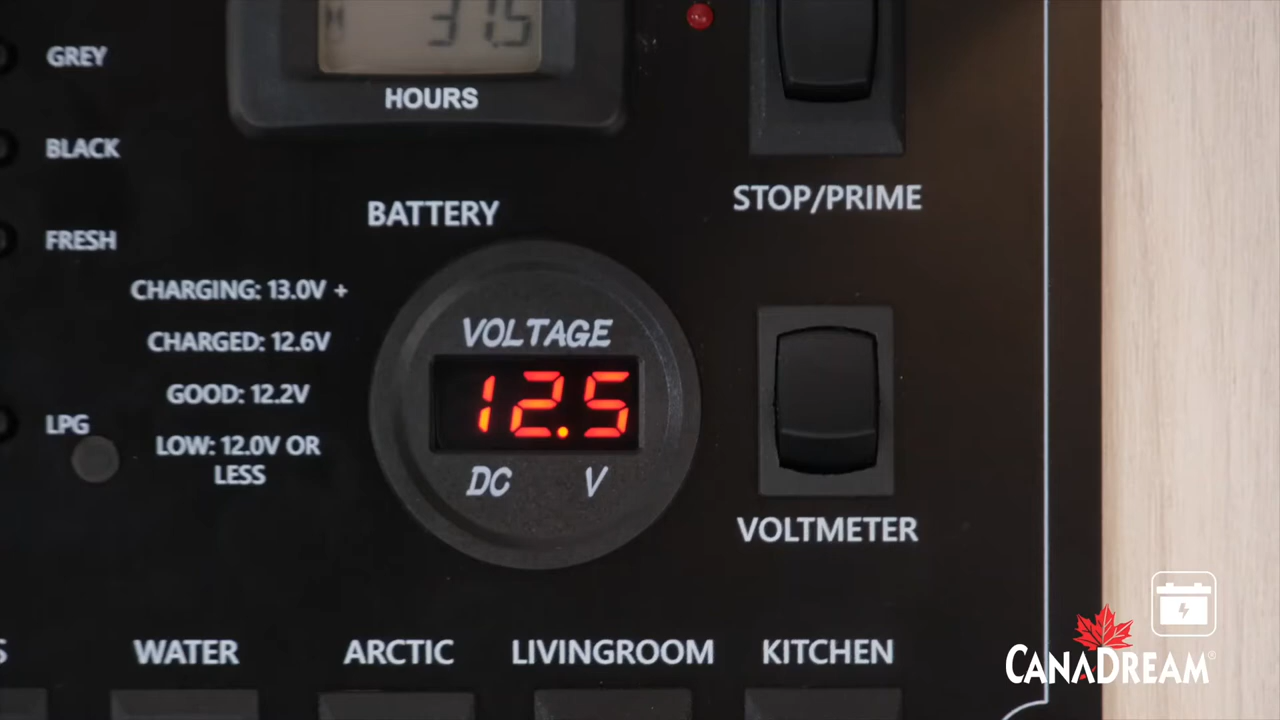 31.5
HOURS
GREY
BLACK
FRESH
LPG
BATTERY
CHARGING: 13.0V +
CHARGED: 12.6V
GOOD: 12.2V
LOW: 12.0V OR
LESS
VOLTAGE
12.5
DC V
STOP/PRIME
VOLTMETER
WATER
ARCTIC
LIVINGROOM
KITCHEN
CANADREAM®